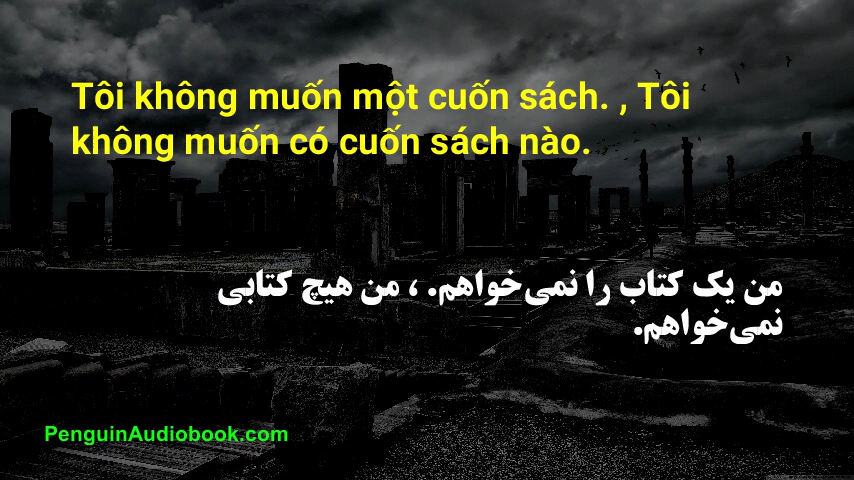 Tôi không muốn một cuốn sách. , Tôi
không muốn có cuốn sách nào.
من یک کتاب را نمی‌خواهم. ، من هیچ کتابی
نمی‌خواهم.
PenguinAudiobook.com